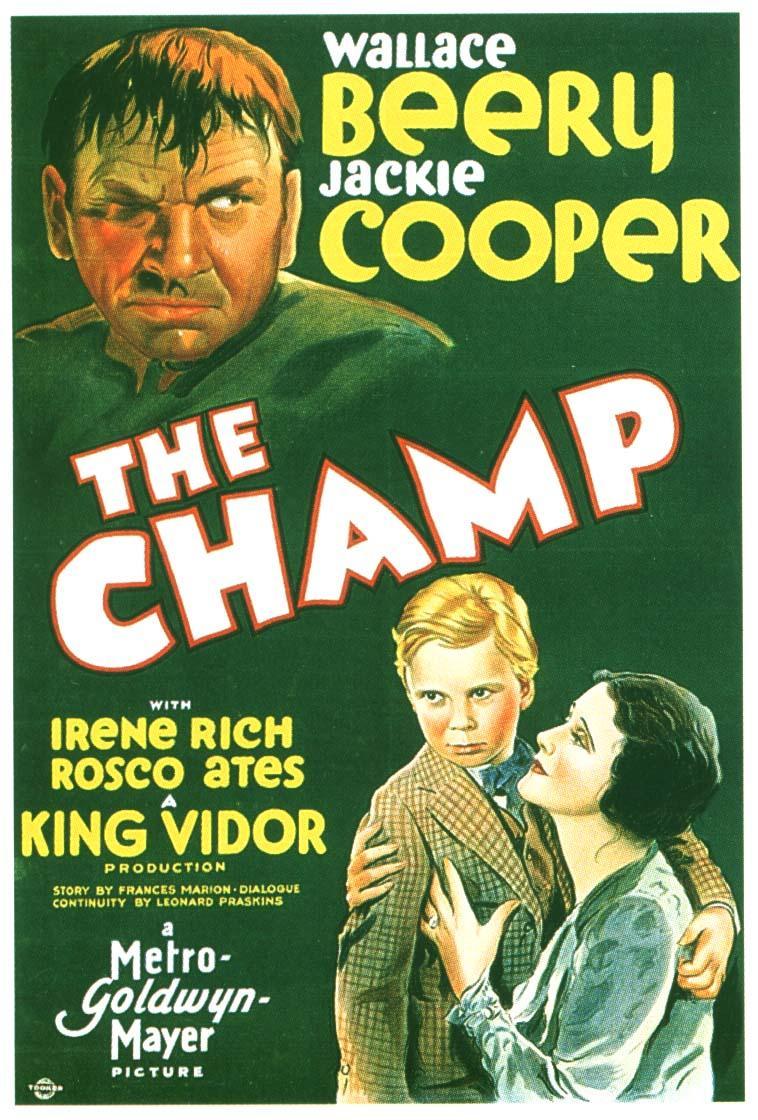 Wallace
Beery
Jackie
Cooper
THE
CHAMP
WITH
Irene Rich
Rosco Ates
A
King Vidor
PRODUCTION
STORY BY FRANCES MARION · DIALOGUE
CONTINUITY BY LEONARD PRASKINS
a
Metro-
Goldwyn-
Mayer
PICTURE
TOOKER